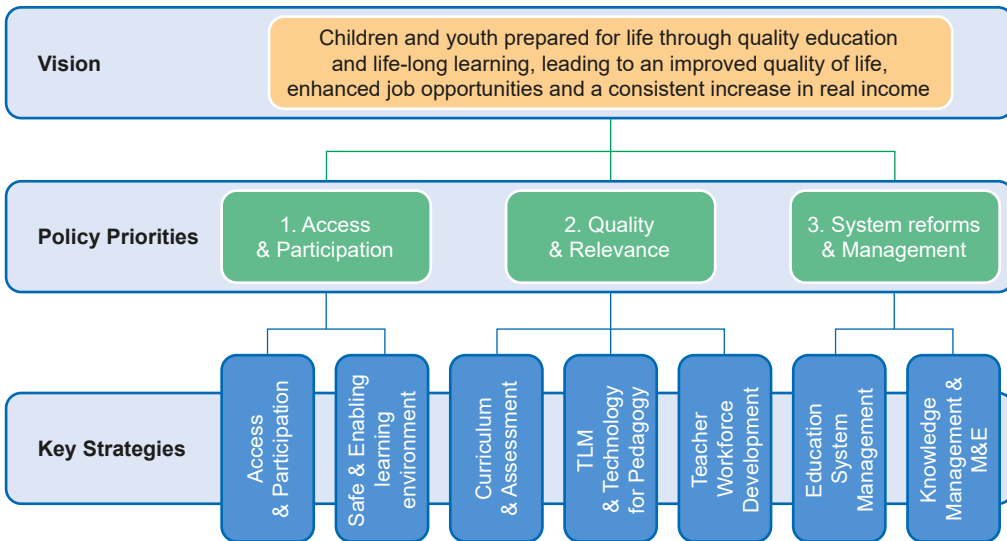 Vision
Children and youth prepared for life through quality education
and life-long learning, leading to an improved quality of life,
enhanced job opportunities and a consistent increase in real income
Policy Priorities
1. Access
& Participation
2. Quality
& Relevance
3. System reforms
& Management
Key Strategies
Access
& Participation
Safe & Enabling
learning
environment
Curriculum
& Assessment
TLM
& Technology
for Pedagogy
Teacher
Workforce
Development
Education
System
Management
Knowledge
Management &
M&E